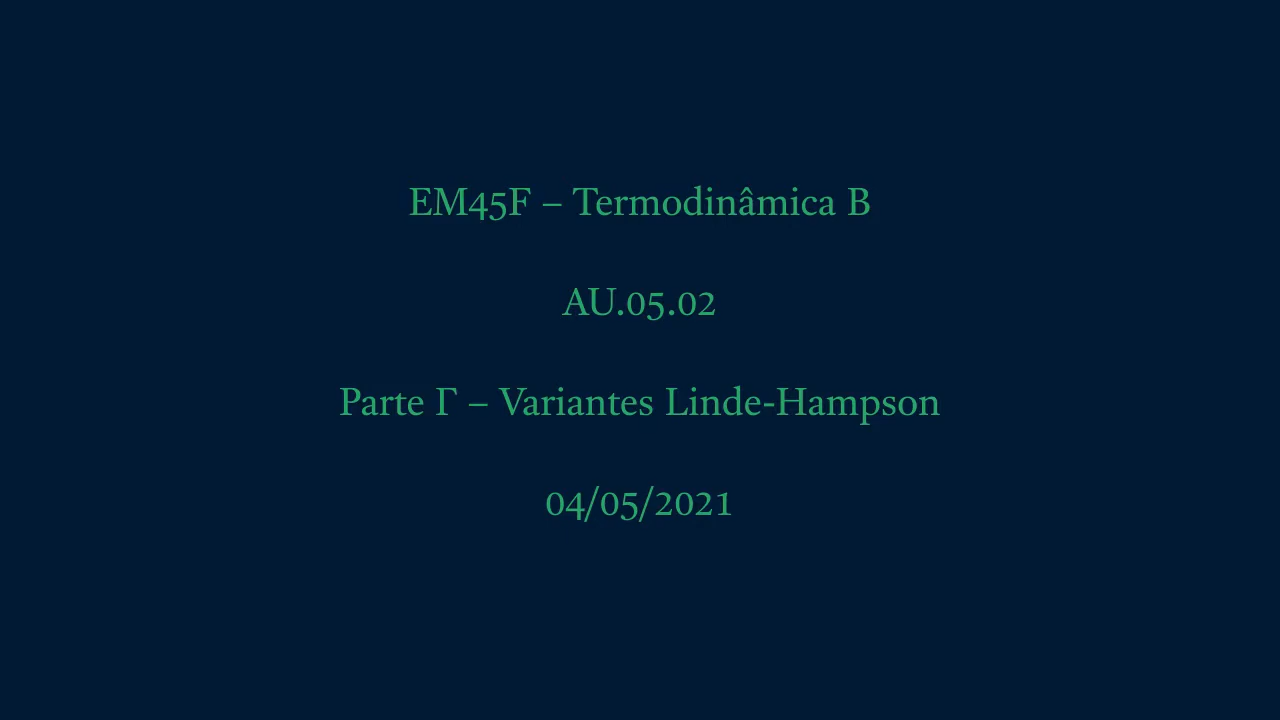 EM45F – Termodinâmica B
AU.05.02
Parte Γ – Variantes Linde-Hampson
04/05/2021